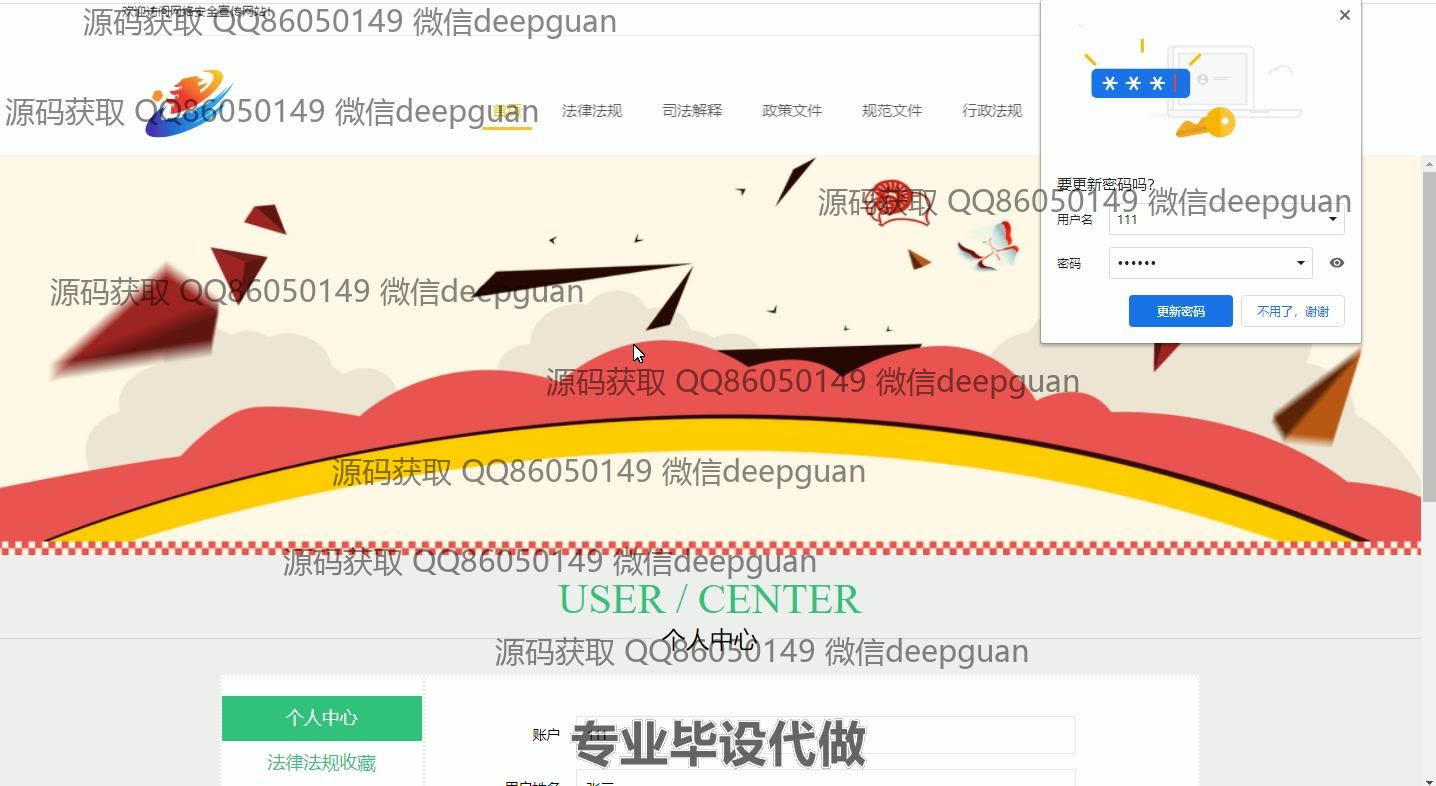 欢迎访问网络安全宣传网站！
源码获取 QQ86050149 微信deepguan
源码获取 QQ86050149 微信deepguan
首页 法律法规 司法解释 政策文件 规范文件 行政法规
要更新密码吗？
源码获取 QQ86050149 微信deepguan
用户名 111
密码 ••••••
更新密码 不用了，谢谢
源码获取 QQ86050149 微信deepguan
源码获取 QQ86050149 微信deepguan
源码获取 QQ86050149 微信deepguan
源码获取 QQ86050149 微信deepguan
USER / CENTER
个人中心
源码获取 QQ86050149 微信deepguan
个人中心
账户 111
专业毕设代做
法律法规收藏
用户姓名 张三